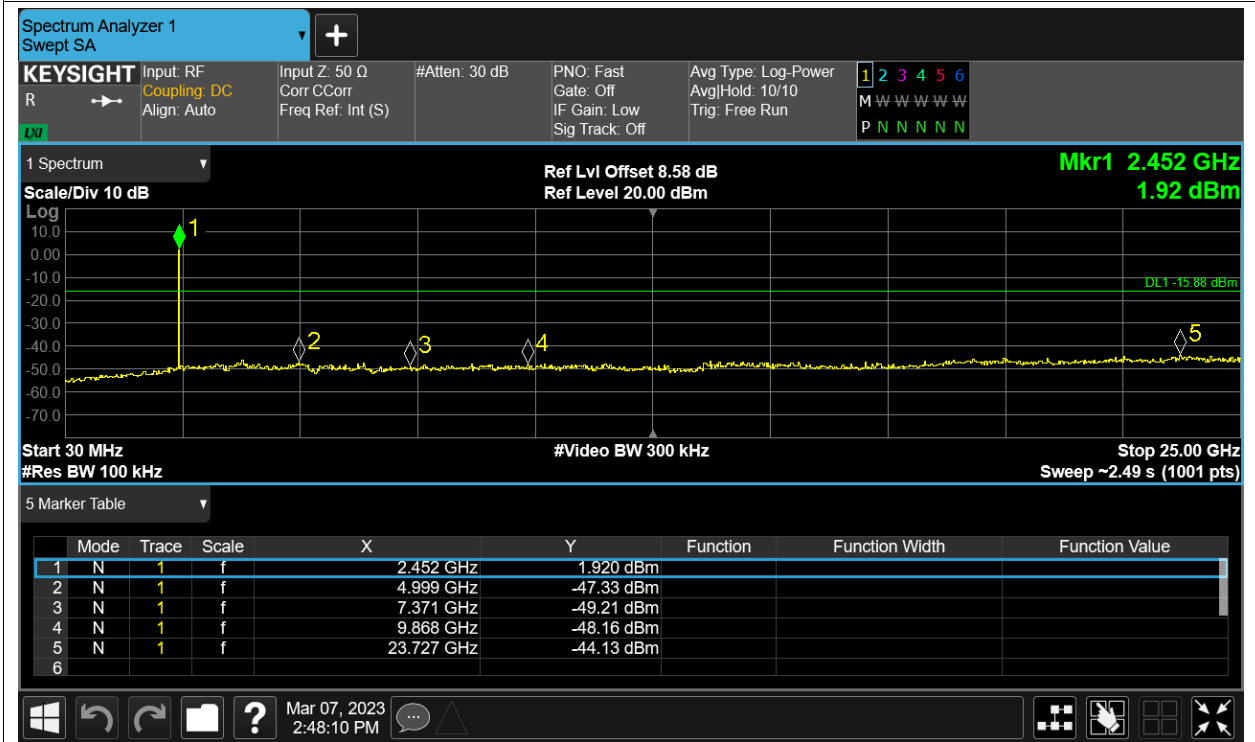 Spectrum Analyzer 1
Swept SA
+
KEYSIGHT Input: RF Input Z: 50 Ω #Atten: 30 dB PNO: Fast Avg Type: Log-Power 1 2 3 4 5 6
R Coupling: DC Corr CCorr Gate: Off Avg|Hold: 10/10 M W W W W W
Align: Auto Freq Ref: Int (S) IF Gain: Low Trig: Free Run
LXI Sig Track: Off P N N N N N
1 Spectrum Ref Lvl Offset 8.58 dB Mkr1 2.452 GHz
Scale/Div 10 dB Ref Level 20.00 dBm 1.92 dBm
Log
1
10.0
0.00
-10.0
DL1 -15.88 dBm
-20.0
-30.0
2 3 4 5
-40.0
-50.0
-60.0
-70.0
Start 30 MHz #Video BW 300 kHz Stop 25.00 GHz
#Res BW 100 kHz Sweep ~2.49 s (1001 pts)
5 Marker Table
Mode Trace Scale X Y Function Function Width Function Value
1 N 1 f 2.452 GHz 1.920 dBm
2 N 1 f 4.999 GHz -47.33 dBm
3 N 1 f 7.371 GHz -49.21 dBm
4 N 1 f 9.868 GHz -48.16 dBm
5 N 1 f 23.727 GHz -44.13 dBm
6
? Mar 07, 2023
2:48:10 PM